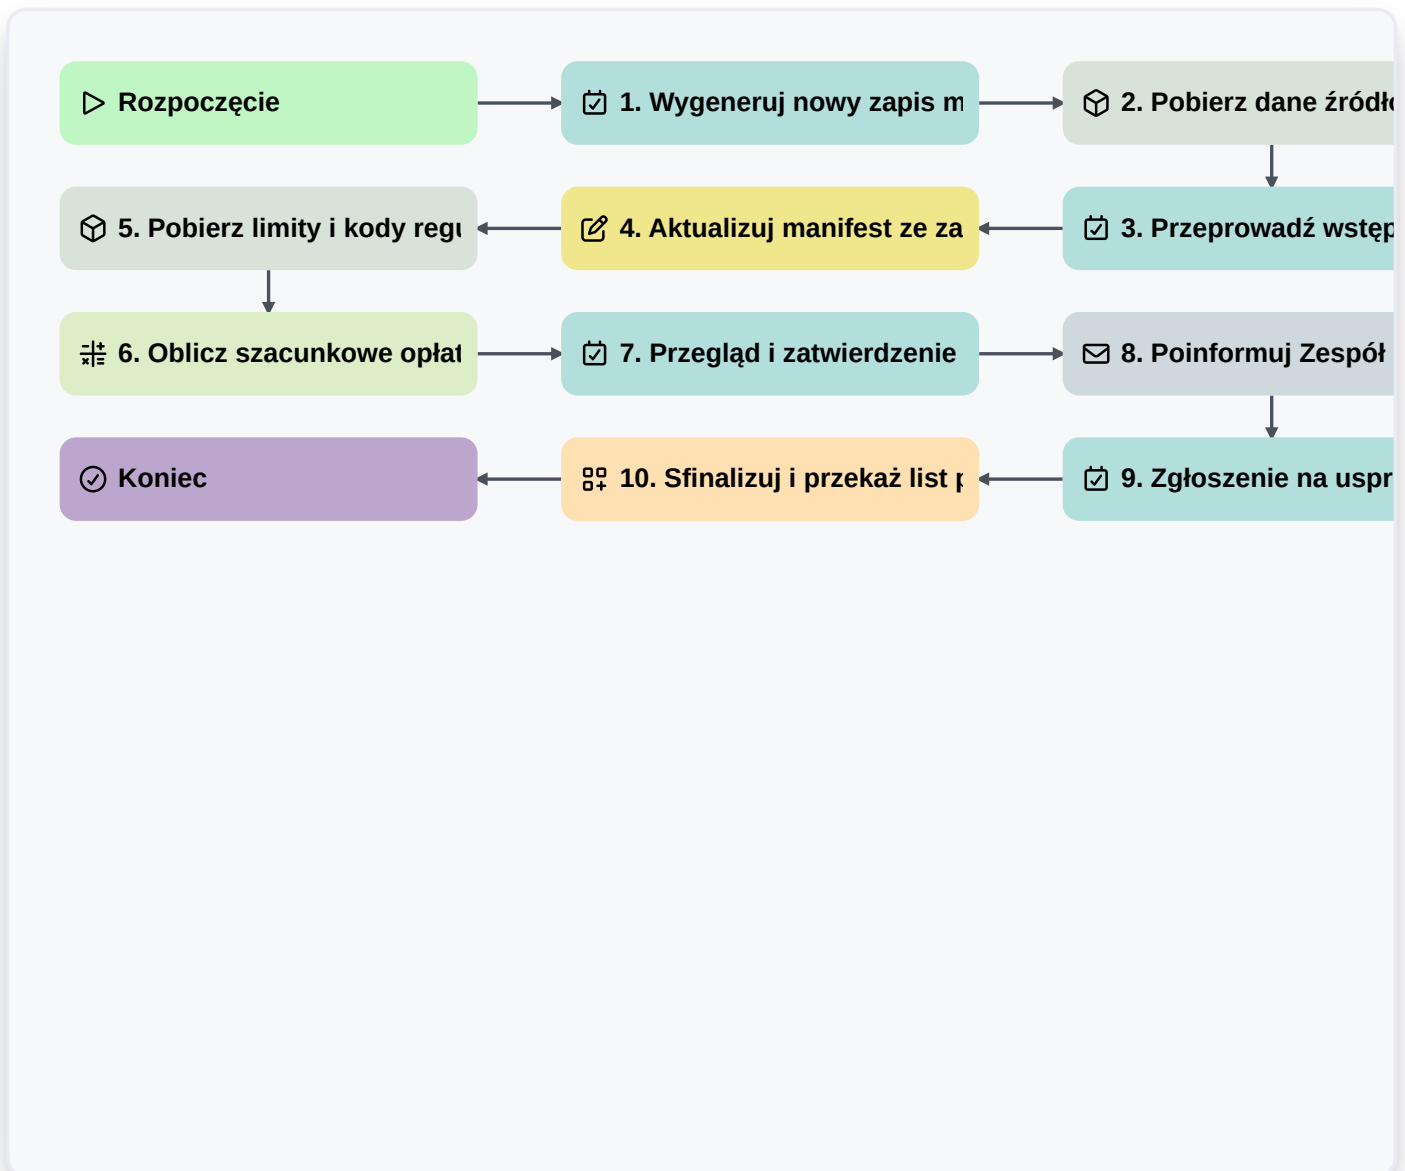 Rozpoczęcie
1. Wygeneruj nowy zapis m
2. Pobierz dane źródło
5. Pobierz limity i kody regu
4. Aktualizuj manifest ze za
3. Przeprowadź wstęp
6. Oblicz szacunkowe opłat
7. Przegląd i zatwierdzenie
8. Poinformuj Zespół
Koniec
10. Sfinalizuj i przekaż list p
9. Zgłoszenie na uspr